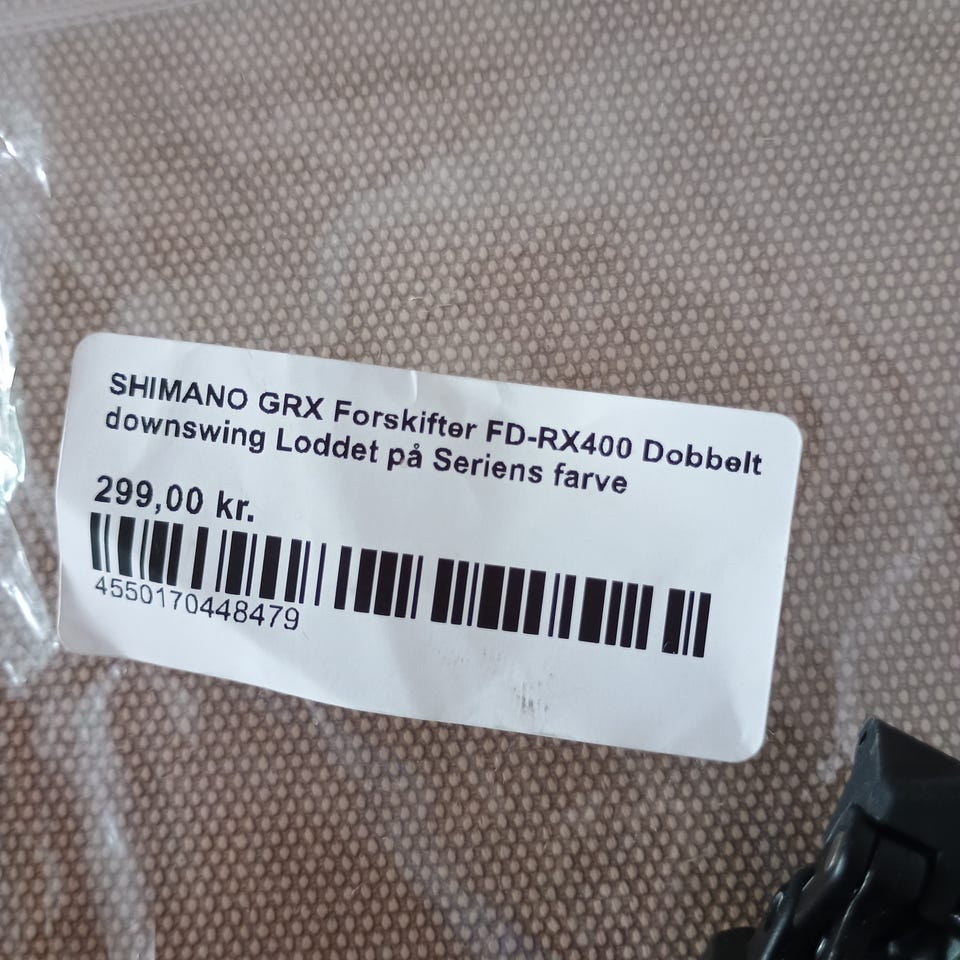 SHIMANO GRX Forskifter FD-RX400 Dobbelt
downswing Loddet på Seriens farve
299,00 kr.
4550170448479